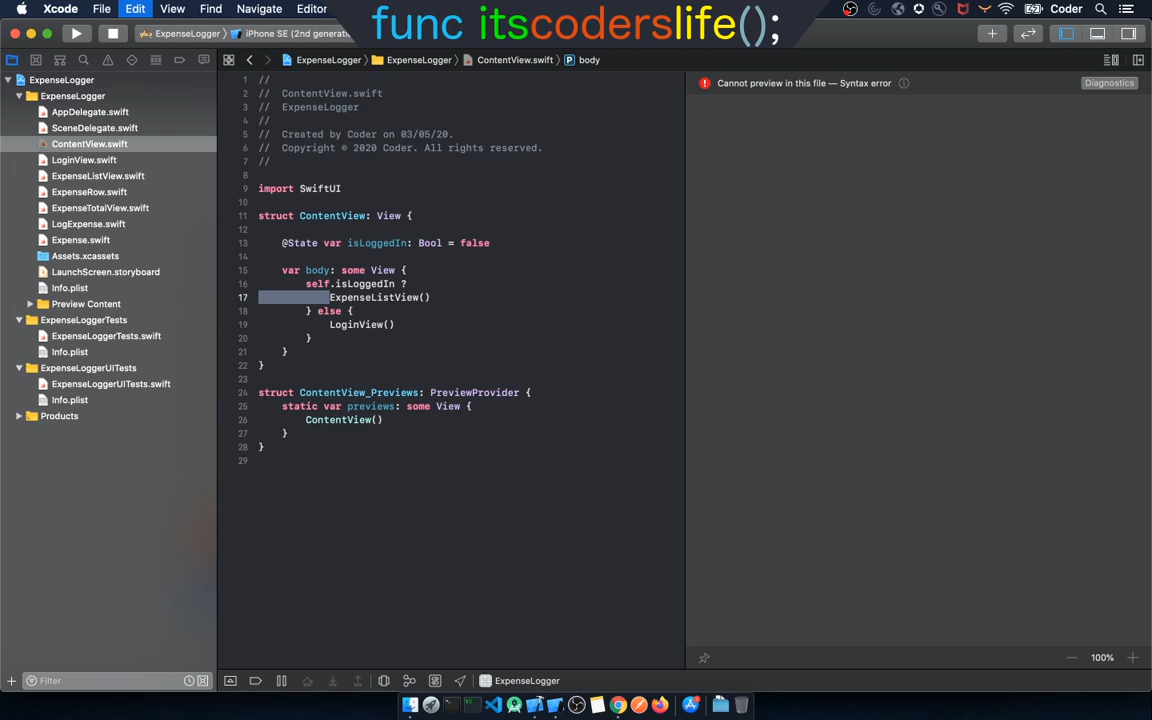 Xcode File Edit View Find Navigate Editor
func itscoderslife();
Coder
ExpenseLogger
iPhone SE (2nd generati
ExpenseLogger
ExpenseLogger
ContentView.swift
P body
ExpenseLogger
ExpenseLogger
AppDelegate.swift
SceneDelegate.swift
ContentView.swift
LoginView.swift
ExpenseListView.swift
ExpenseRow.swift
ExpenseTotalView.swift
LogExpense.swift
Expense.swift
Assets.xcassets
LaunchScreen.storyboard
Info.plist
Preview Content
ExpenseLoggerTests
ExpenseLoggerTests.swift
Info.plist
ExpenseLoggerUITests
ExpenseLoggerUITests.swift
Info.plist
Products
Filter
1 //
2 // ContentView.swift
3 // ExpenseLogger
4 //
5 // Created by Coder on 03/05/20.
6 // Copyright © 2020 Coder. All rights reserved.
7 //
8
9 import SwiftUI
10
11 struct ContentView: View {
12
13 @State var isLoggedIn: Bool = false
14
15 var body: some View {
16 self.isLoggedIn ?
17 ExpenseListView()
18 } else {
19 LoginView()
20 }
21 }
22 }
23
24 struct ContentView_Previews: PreviewProvider {
25 static var previews: some View {
26 ContentView()
27 }
28 }
29
Cannot preview in this file — Syntax error
Diagnostics
100%
ExpenseLogger